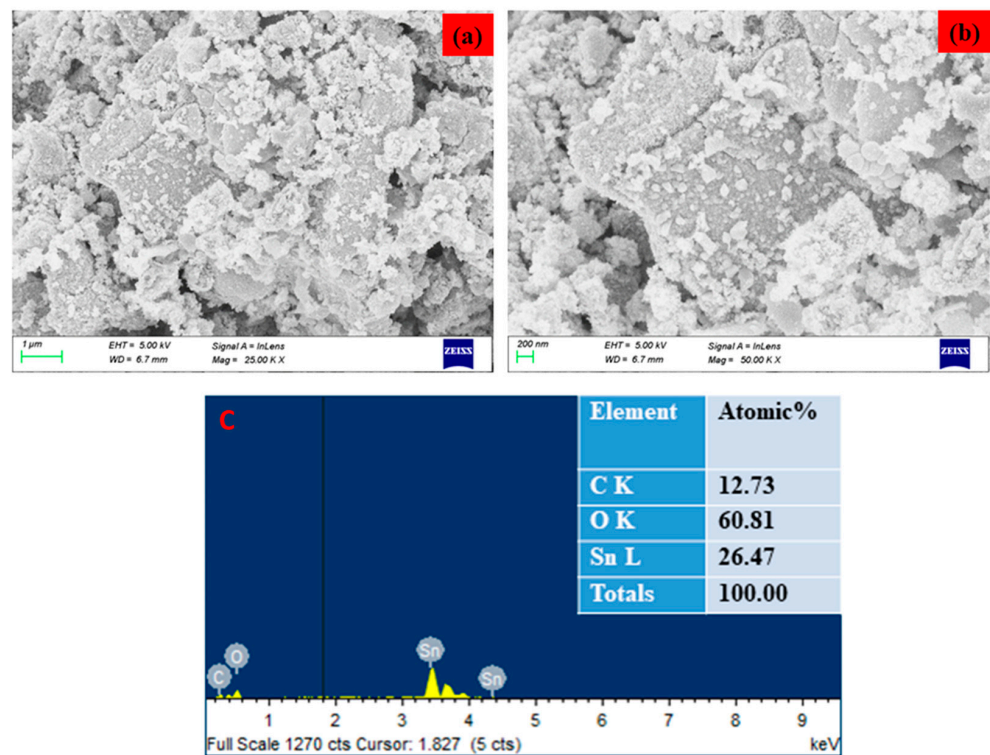 (a)
(b)
1 µm
EHT = 5.00 kV
Signal A = InLens
WD = 6.7 mm
Mag = 25.00 K X
ZEISS
200 nm
EHT = 5.00 kV
Signal A = InLens
WD = 6.7 mm
Mag = 50.00 K X
ZEISS
C
Element Atomic%
C K 12.73
O K 60.81
Sn L 26.47
Totals 100.00
C
O
Sn
Sn
1 2 3 4 5 6 7 8 9
Full Scale 1270 cts Cursor: 1.827 (5 cts) keV